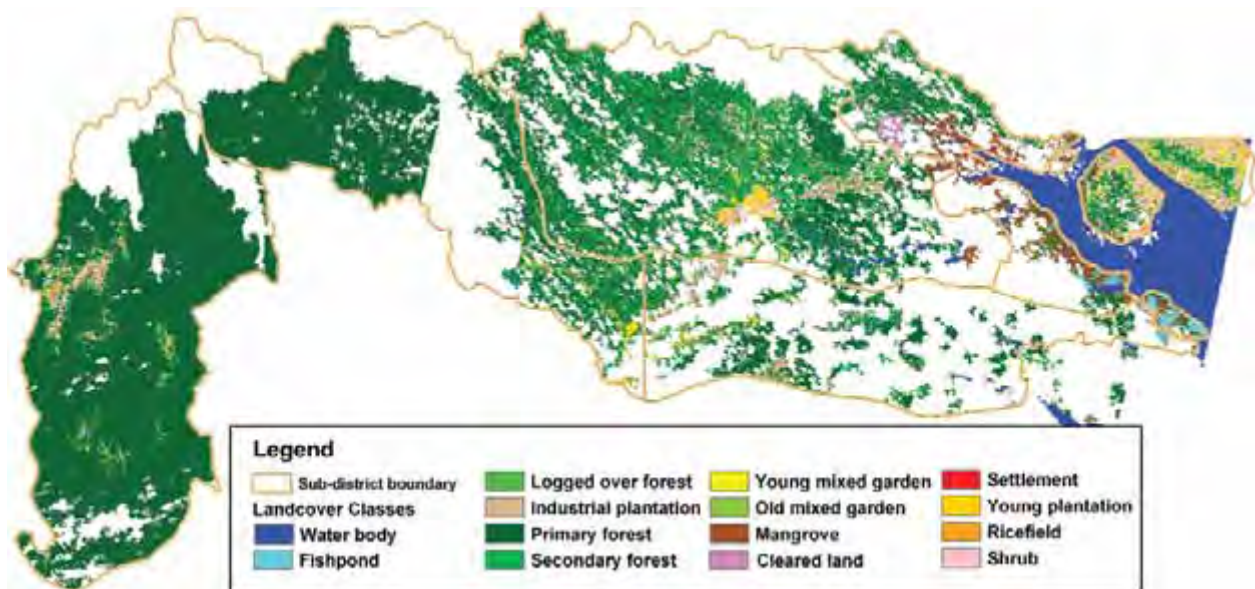 Legend
Sub-district boundary
Landcover Classes
Water body
Fishpond
Logged over forest
Industrial plantation
Primary forest
Secondary forest
Young mixed garden
Old mixed garden
Mangrove
Cleared land
Settlement
Young plantation
Ricefield
Shrub